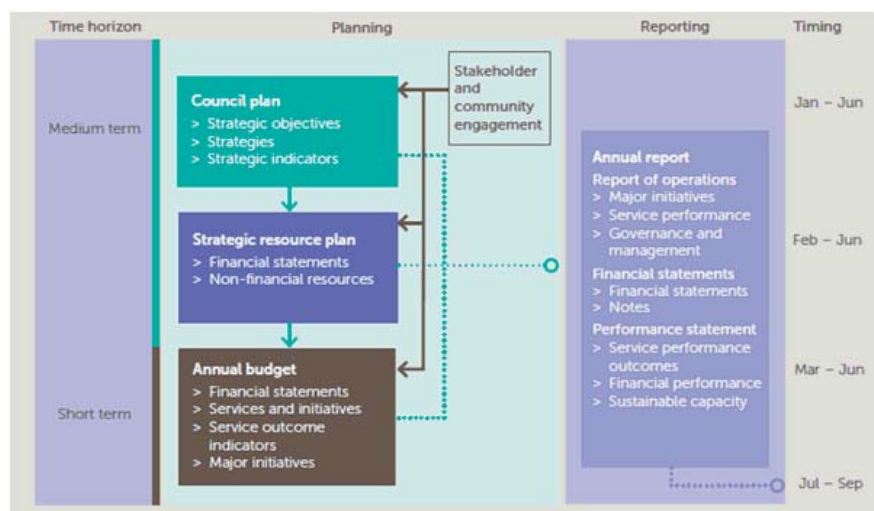 Time horizon
Planning
Reporting
Timing
Medium term
Short term
Council plan
> Strategic objectives
> Strategies
> Strategic indicators
Strategic resource plan
> Financial statements
> Non-financial resources
Annual budget
> Financial statements
> Services and initiatives
> Service outcome
indicators
> Major initiatives
Stakeholder
and
community
engagement
Annual report
Report of operations
> Major initiatives
> Service performance
> Governance and
management
Financial statements
> Financial statements
> Notes
Performance statement
> Service performance
outcomes
> Financial performance
> Sustainable capacity
Jan – Jun
Feb – Jun
Mar – Jun
Jul – Sep